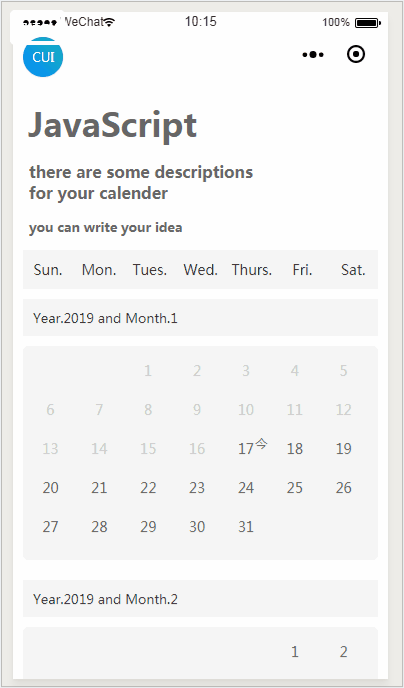 WeChat 10:15 100%
CUI
JavaScript
there are some descriptions
for your calender
you can write your idea
Sun. Mon. Tues. Wed. Thurs. Fri. Sat.
Year.2019 and Month.1
1 2 3 4 5
6 7 8 9 10 11 12
13 14 15 16 17今 18 19
20 21 22 23 24 25 26
27 28 29 30 31
Year.2019 and Month.2
1 2